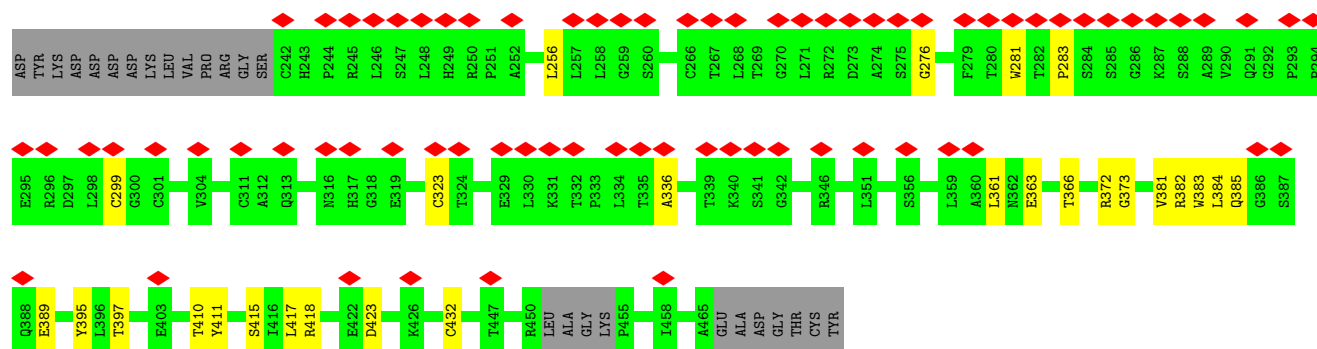 ASP TYR LYS ASP ASP ASP ASP LYS LEU VAL PRO ARG GLY SER C242 H243 P244 R245 L246 S247 L248 H249 R250 P251 A252 L256 L257 L258 G259 S260 C266 T267 L268 T269 G270 L271 R272 D273 A274 S275 G276 F279 T280 W281 T282 P283 S284 S285 G286 K287 S288 A289 V290 Q291 G292 P293 P294
E295 R296 D297 L298 C299 G300 C301 V304 C311 A312 Q313 N316 H317 G318 E319 C323 T324 E329 L330 K331 T332 P333 L334 T335 A336 T339 K340 S341 G342 R346 L351 S356 L359 A360 L361 N362 E363 T366 R372 G373 V381 R382 W383 L384 Q385 G386 S387
Q388 E389 Y395 L396 T397 E403 T410 Y411 S415 I416 L417 R418 E422 D423 K426 C432 T447 R450 LEU ALA GLY LYS P455 I458 A465 GLU ALA ASP GLY THR CYS TYR